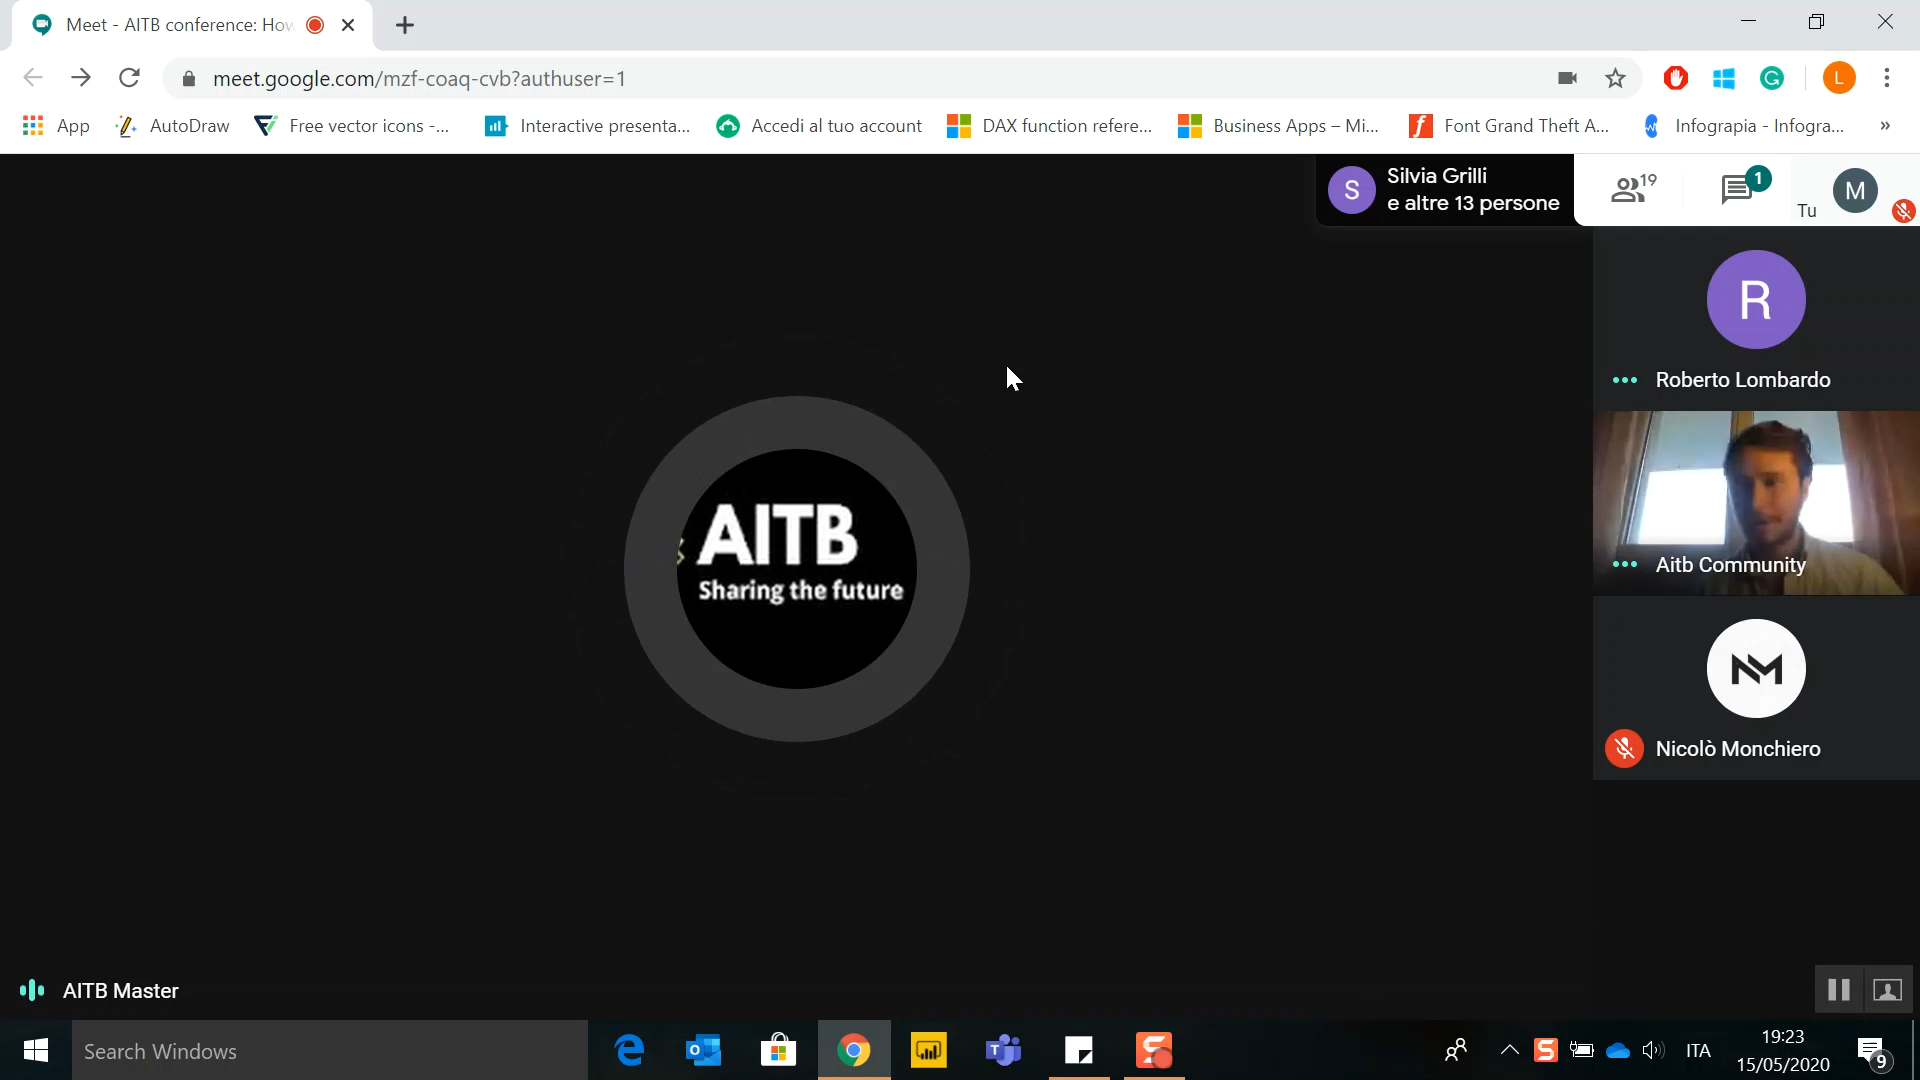 Meet - AITB conference: How
meet.google.com/mzf-coaq-cvb?authuser=1
L
App
AutoDraw
Free vector icons -...
Interactive presenta...
Accedi al tuo account
DAX function refere...
Business Apps – Mi...
Font Grand Theft A...
Infograpia - Infogra...
»
S
Silvia Grilli
e altre 13 persone
19
1
Tu
M
R
Roberto Lombardo
Aitb Community
NM
Nicolò Monchiero
AITB
Sharing the future
AITB Master
Search Windows
ITA
19:23
15/05/2020
9